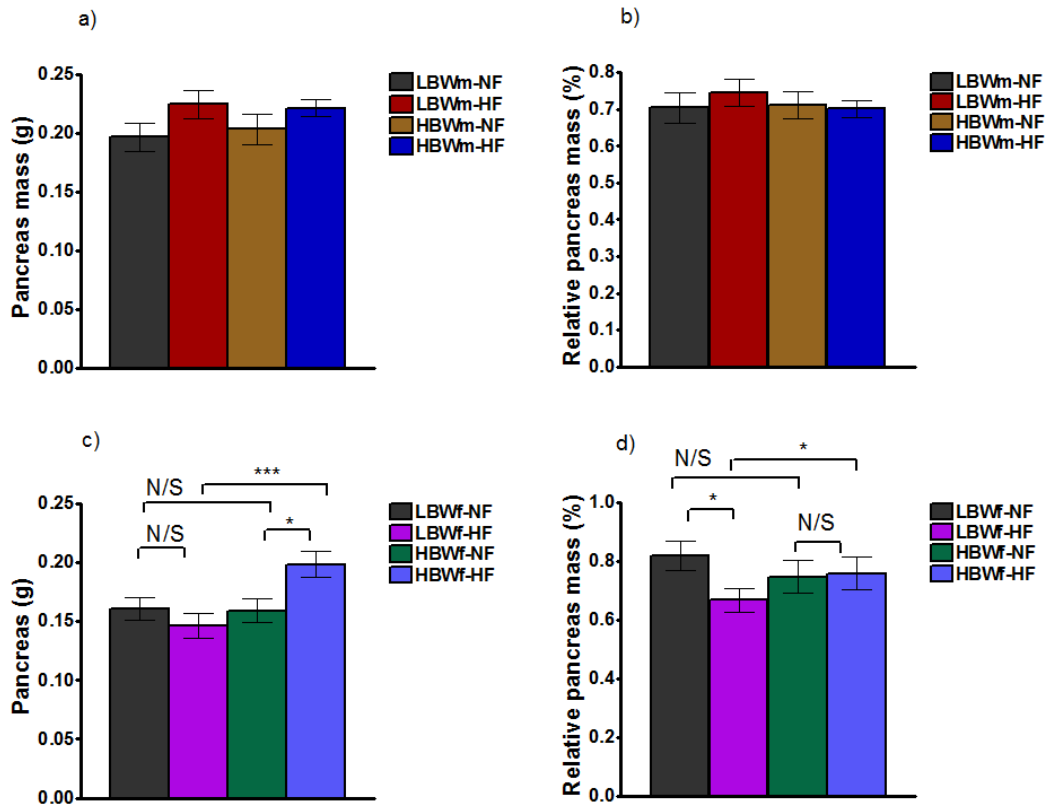 a)
Pancreas mass (g)
0.25
0.20
0.15
0.10
0.05
0.00
LBWm-NF
LBWm-HF
HBWm-NF
HBWm-HF
b)
Relative pancreas mass (%)
0.8
0.7
0.6
0.5
0.4
0.3
0.2
0.1
0.0
LBWm-NF
LBWm-HF
HBWm-NF
HBWm-HF
c)
Pancreas (g)
0.25
0.20
0.15
0.10
0.05
0.00
***
N/S
*
N/S
LBWf-NF
LBWf-HF
HBWf-NF
HBWf-HF
d)
Relative pancreas mass (%)
1.0
0.8
0.6
0.4
0.2
0.0
*
N/S
*
N/S
LBWf-NF
LBWf-HF
HBWf-NF
HBWf-HF